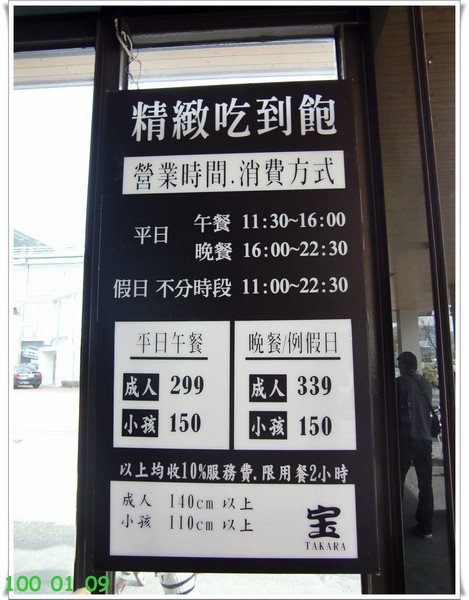 精緻吃到飽
營業時間.消費方式
平日 午餐 11:30~16:00
晚餐 16:00~22:30
假日 不分時段 11:00~22:30
平日午餐
成人 299
小孩 150
晚餐/例假日
成人 339
小孩 150
以上均收10%服務費.限用餐2小時
成人 140cm 以上
小孩 110cm 以上
宝
TAKARA
100 01 09